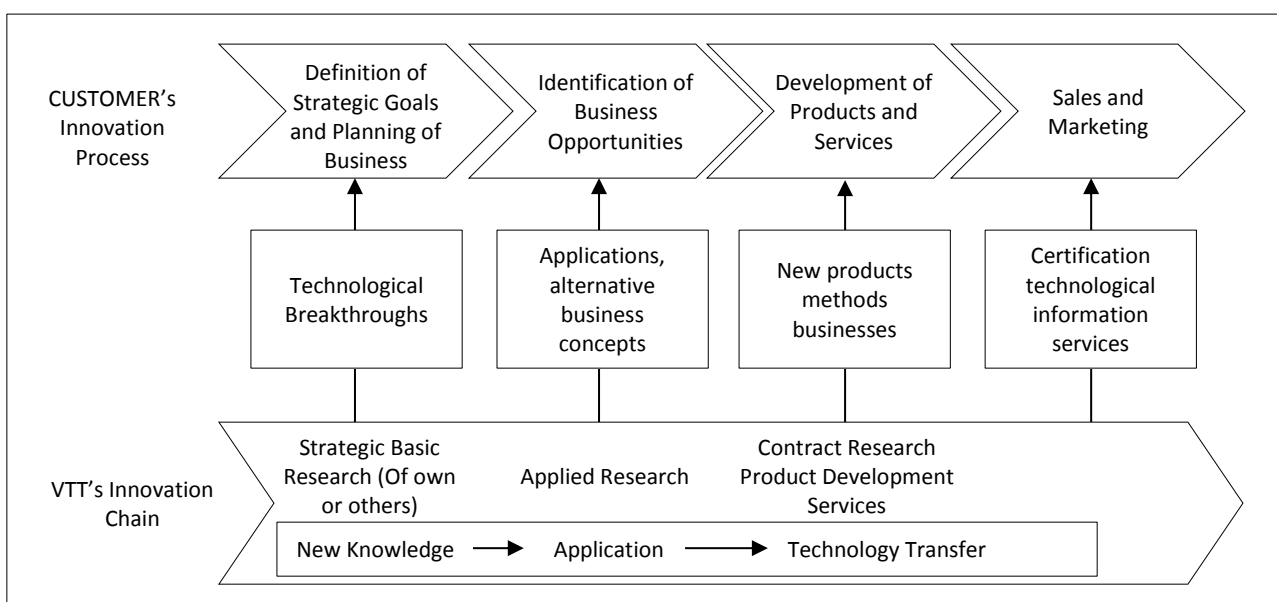 CUSTOMER's
Innovation
Process
Definition of
Strategic Goals
and Planning of
Business
Identification of
Business
Opportunities
Development of
Products and
Services
Sales and
Marketing
Technological
Breakthroughs
Applications,
alternative
business
concepts
New products
methods
businesses
Certification
technological
information
services
VTT's Innovation
Chain
Strategic Basic
Research (Of own
or others)
Applied Research
Contract Research
Product Development
Services
New Knowledge
Application
Technology Transfer